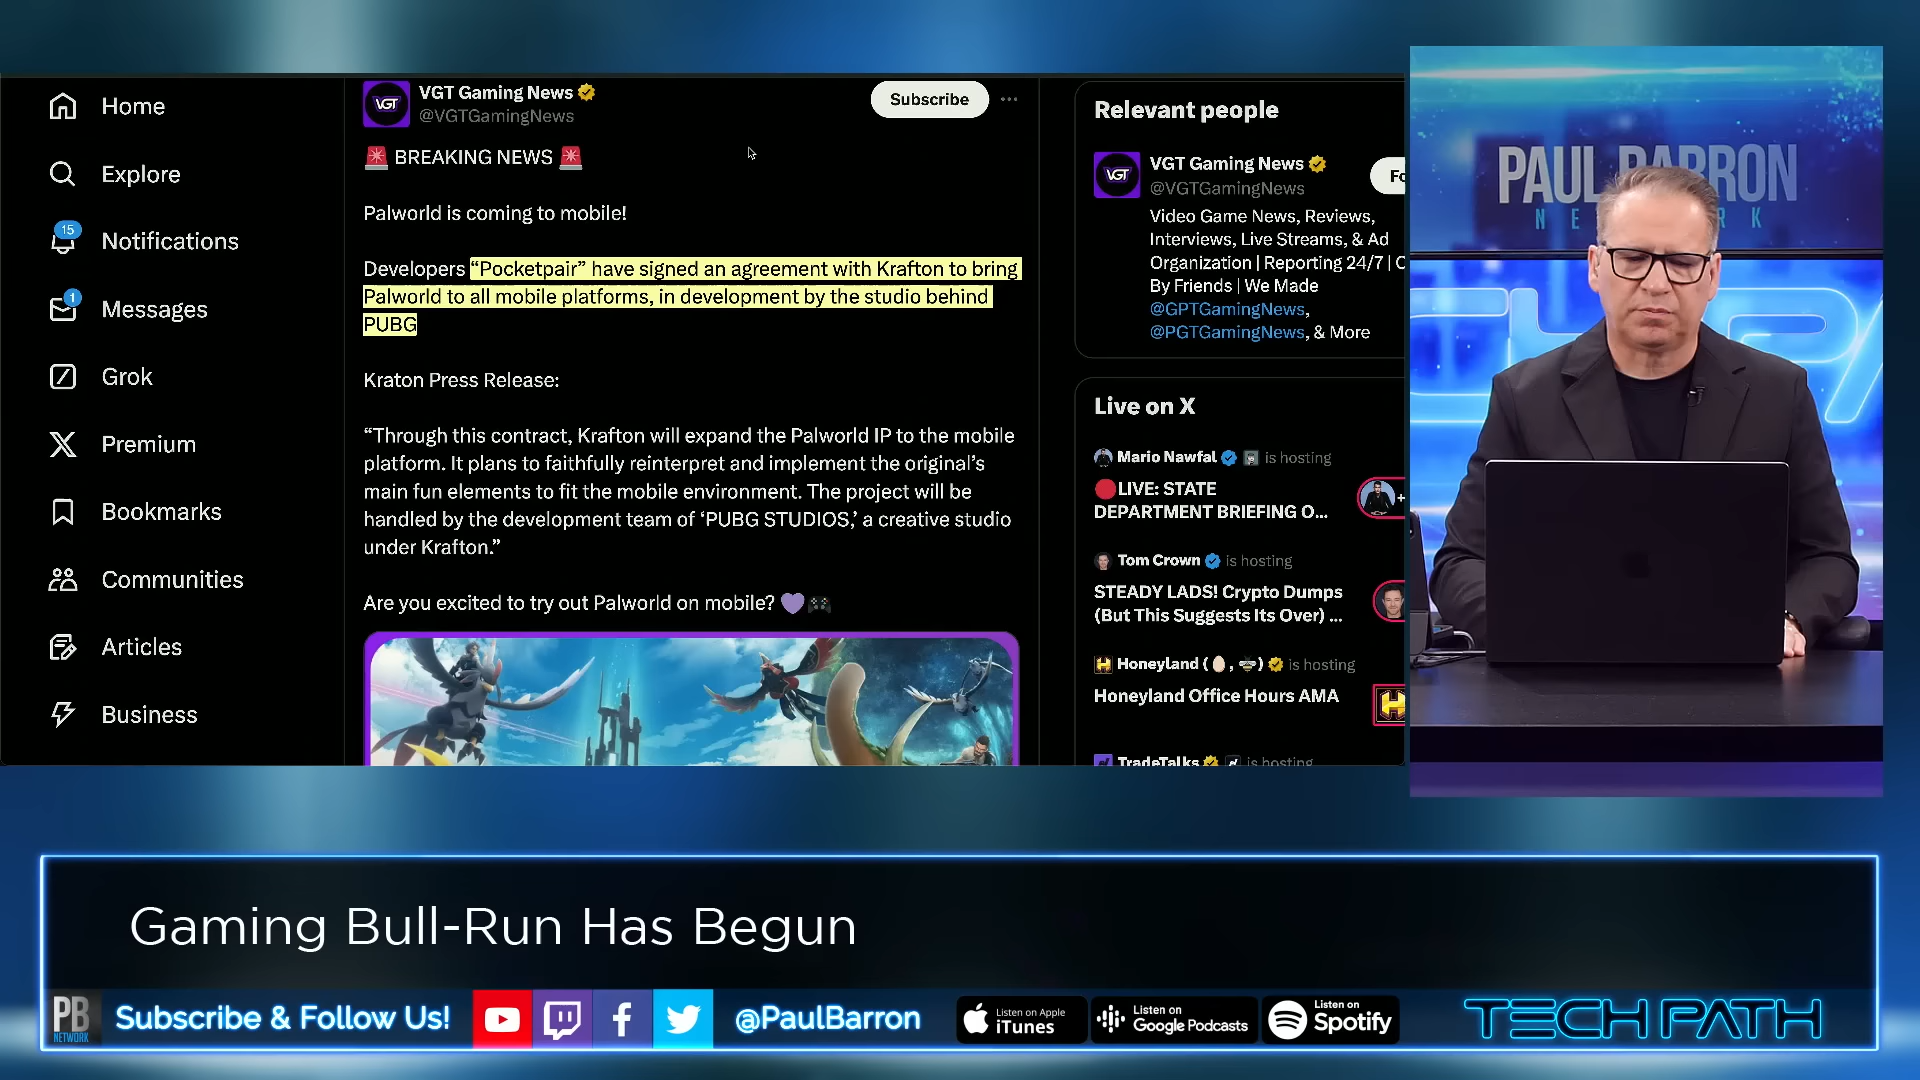 Home
Explore
15
Notifications
1
Messages
Grok
Premium
Bookmarks
Communities
Articles
Business
VGT
VGT Gaming News
@VGTGamingNews
Subscribe
BREAKING NEWS
Palworld is coming to mobile!
Developers “Pocketpair” have signed an agreement with Krafton to bring
Palworld to all mobile platforms, in development by the studio behind
PUBG
Kraton Press Release:
“Through this contract, Krafton will expand the Palworld IP to the mobile
platform. It plans to faithfully reinterpret and implement the original’s
main fun elements to fit the mobile environment. The project will be
handled by the development team of ‘PUBG STUDIOS,’ a creative studio
under Krafton.”
Are you excited to try out Palworld on mobile?
Relevant people
VGT
VGT Gaming News
@VGTGamingNews
Fo
Video Game News, Reviews,
Interviews, Live Streams, & Ad
Organization | Reporting 24/7 | C
By Friends | We Made
@GPTGamingNews,
@PGTGamingNews, & More
Live on X
Mario Nawfal is hosting
LIVE: STATE
DEPARTMENT BRIEFING O...
Tom Crown is hosting
STEADY LADS! Crypto Dumps
(But This Suggests Its Over) ...
Honeyland ( , ) is hosting
Honeyland Office Hours AMA
TradeTalks is hosting
PAUL BARRON
Gaming Bull-Run Has Begun
PB
NETWORK
Subscribe & Follow Us!
@PaulBarron
Listen on Apple
iTunes
Listen on
Google Podcasts
Listen on
Spotify
TECH PATH